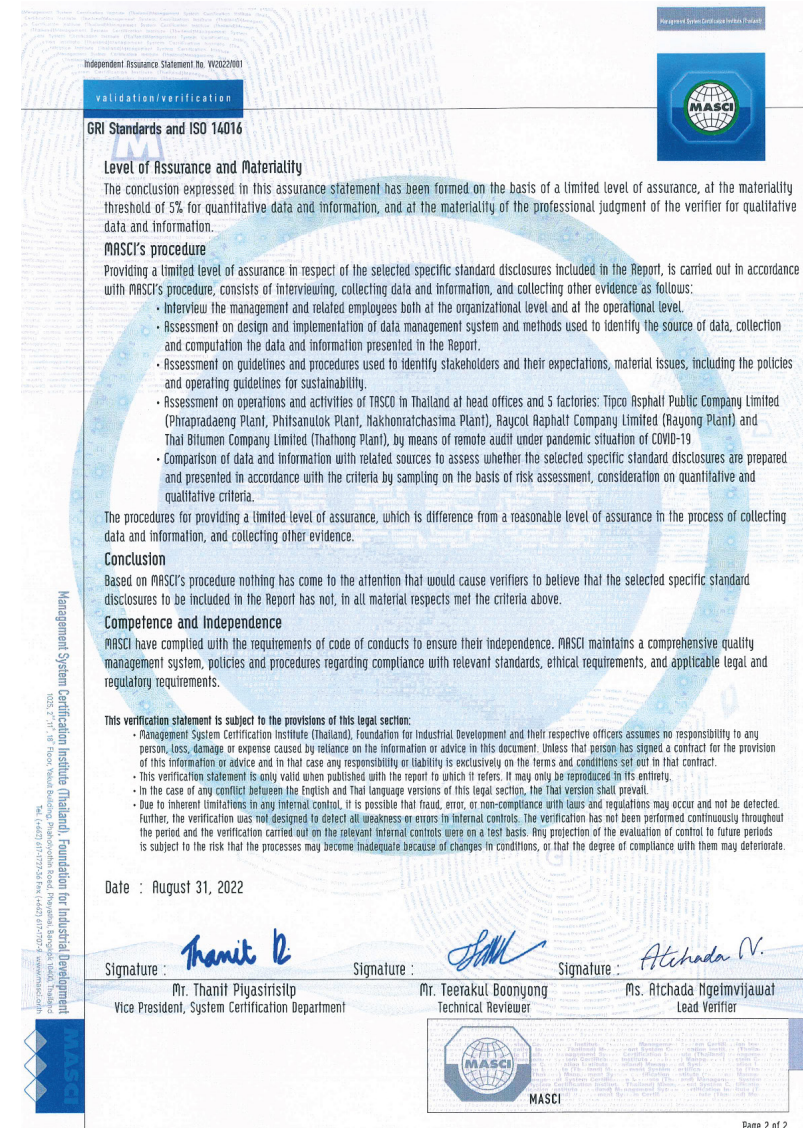 Management System Certification Institute (Thailand)
Independent Assurance Statement No. VV2022/001
validation/verification
MASCI
GRI Standards and ISO 14016
Level of Assurance and Materiality
The conclusion expressed in this assurance statement has been formed on the basis of a limited level of assurance, at the materiality
threshold of 5% for quantitative data and information, and at the materiality of the professional judgment of the verifier for qualitative
data and information.
MASCI's procedure
Providing a limited level of assurance in respect of the selected specific standard disclosures included in the Report, is carried out in accordance
with MASCI's procedure, consists of interviewing, collecting data and information, and collecting other evidence as follows:
• Interview the management and related employees both at the organizational level and at the operational level.
• Assessment on design and implementation of data management system and methods used to identify the source of data, collection
and computation the data and information presented in the Report.
• Assessment on guidelines and procedures used to identify stakeholders and their expectations, material issues, including the policies
and operating guidelines for sustainability.
• Assessment on operations and activities of TASCO in Thailand at head offices and 5 factories: Tipco Asphalt Public Company Limited
(Phrapradaeng Plant, Phitsanulok Plant, Nakhonratchasima Plant), Raycol Aaphalt Company Limited (Rayong Plant) and
Thai Bitumen Company Limited (Thathong Plant), by means of remote audit under pandemic situation of COVID-19
• Comparison of data and information with related sources to assess whether the selected specific standard disclosures are prepared
and presented in accordance with the criteria by sampling on the basis of risk assessment, consideration on quantitative and
qualitative criteria.
The procedures for providing a limited level of assurance, which is difference from a reasonable level of assurance in the process of collecting
data and information, and collecting other evidence.
Conclusion
Based on MASCI's procedure nothing has come to the attention that would cause verifiers to believe that the selected specific standard
disclosures to be included in the Report has not, in all material respects met the criteria above.
Competence and Independence
MASCI have complied with the requirements of code of conducts to ensure their independence. MASCI maintains a comprehensive quality
management system, policies and procedures regarding compliance with relevant standards, ethical requirements, and applicable legal and
regulatory requirements.
This verification statement is subject to the provisions of this legal section:
• Management System Certification Institute (Thailand), Foundation for Industrial Development and their respective officers assumes no responsibility to any
person, loss, damage or expense caused by reliance on the information or advice in this document. Unless that person has signed a contract for the provision
of this information or advice and in that case any responsibility or liability is exclusively on the terms and conditions set out in that contract.
• This verification statement is only valid when published with the report to which it refers. It may only be reproduced in its entirety.
• In the case of any conflict between the English and Thai language versions of this legal section, the Thai version shall prevail.
• Due to inherent limitations in any internal control, it is possible that fraud, error, or non-compliance with laws and regulations may occur and not be detected.
Further, the verification was not designed to detect all weakness or errors in internal controls. The verification has not been performed continuously throughout
the period and the verification carried out on the relevant internal controls were on a test basis. Any projection of the evaluation of control to future periods
is subject to the risk that the processes may become inadequate because of changes in conditions, or that the degree of compliance with them may deteriorate.
Date : August 31, 2022
Thanit P.
Atchada N.
Signature : Signature : Signature :
Mr. Thanit Piyasirisilp Mr. Teerakul Boonyong Ms. Atchada Ngeimvijawat
Vice President, System Certification Department Technical Reviewer Lead Verifier
MASCI
MASCI
Page 2 of 2
Management System Certification Institute (Thailand), Foundation for Industrial Development
1025, 2nd, 11th, 18th Floor, Yakult Building, Phaholyothin Road, Phayathai, Bangkok 10400, Thailand
Tel: (+662) 617-1727-36 Fax: (+662) 617-1707-9 www.masci.or.th
MASCI